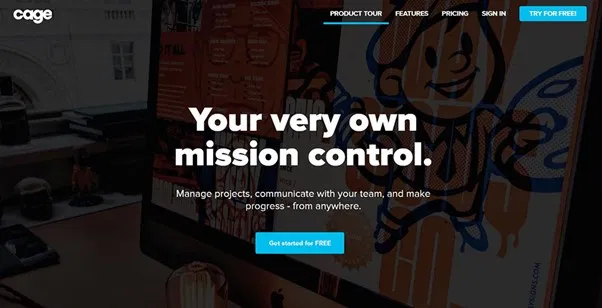 cage
PRODUCT TOUR
FEATURES
PRICING
SIGN IN
TRY FOR FREE!
Your very own
mission control.
Manage projects, communicate with your team, and make
progress - from anywhere.
Get started for FREE